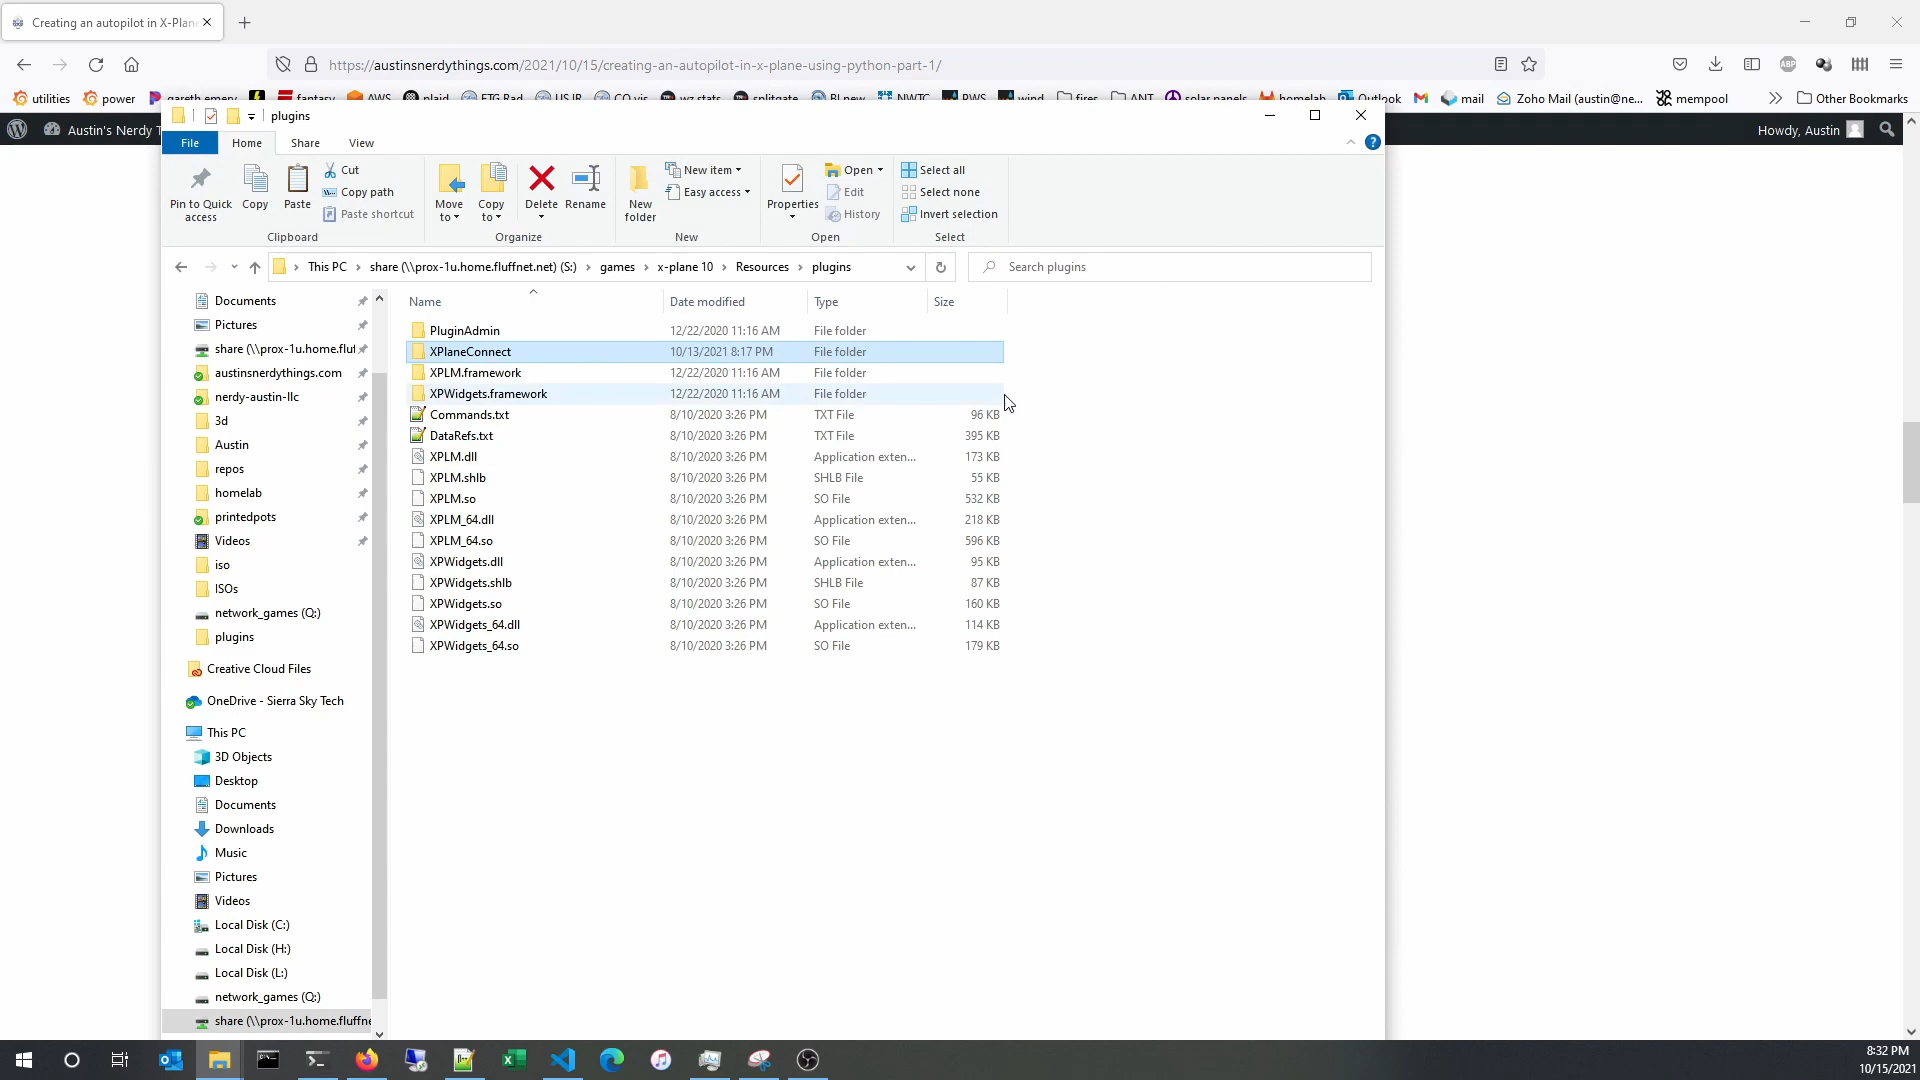 Creating an autopilot in X-Plan
https://austinsnerdythings.com/2021/10/15/creating-an-autopilot-in-x-plane-using-python-part-1/
utilities power gareth emery fantasy AWS plaid homelab Outlook mail Zoho Mail (austin@ne... mempool Other Bookmarks
Austin's Nerdy T
Howdy, Austin
plugins
File Home Share View
Pin to Quick access
Copy
Paste
Cut
Copy path
Paste shortcut
Clipboard
Move to
Copy to
Delete
Rename
Organize
New folder
New item
Easy access
New
Properties
Open
Edit
History
Open
Select all
Select none
Invert selection
Select
This PC share (\\prox-1u.home.fluffnet.net) (S:) games x-plane 10 Resources plugins
Search plugins
Name Date modified Type Size
PluginAdmin 12/22/2020 11:16 AM File folder
XPlaneConnect 10/13/2021 8:17 PM File folder
XPLM.framework 12/22/2020 11:16 AM File folder
XPWidgets.framework 12/22/2020 11:16 AM File folder
Commands.txt 8/10/2020 3:26 PM TXT File 96 KB
DataRefs.txt 8/10/2020 3:26 PM TXT File 395 KB
XPLM.dll 8/10/2020 3:26 PM Application exten... 173 KB
XPLM.shlb 8/10/2020 3:26 PM SHLB File 55 KB
XPLM.so 8/10/2020 3:26 PM SO File 532 KB
XPLM_64.dll 8/10/2020 3:26 PM Application exten... 218 KB
XPLM_64.so 8/10/2020 3:26 PM SO File 596 KB
XPWidgets.dll 8/10/2020 3:26 PM Application exten... 95 KB
XPWidgets.shlb 8/10/2020 3:26 PM SHLB File 87 KB
XPWidgets.so 8/10/2020 3:26 PM SO File 160 KB
XPWidgets_64.dll 8/10/2020 3:26 PM Application exten... 114 KB
XPWidgets_64.so 8/10/2020 3:26 PM SO File 179 KB
Documents
Pictures
share (\\prox-1u.home.fluf
austinsnerdythings.com
nerdy-austin-llc
3d
Austin
repos
homelab
printedpots
Videos
iso
ISOs
network_games (Q:)
plugins
Creative Cloud Files
OneDrive - Sierra Sky Tech
This PC
3D Objects
Desktop
Documents
Downloads
Music
Pictures
Videos
Local Disk (C:)
Local Disk (H:)
Local Disk (L:)
network_games (Q:)
share (\\prox-1u.home.fluffne
8:32 PM
10/15/2021